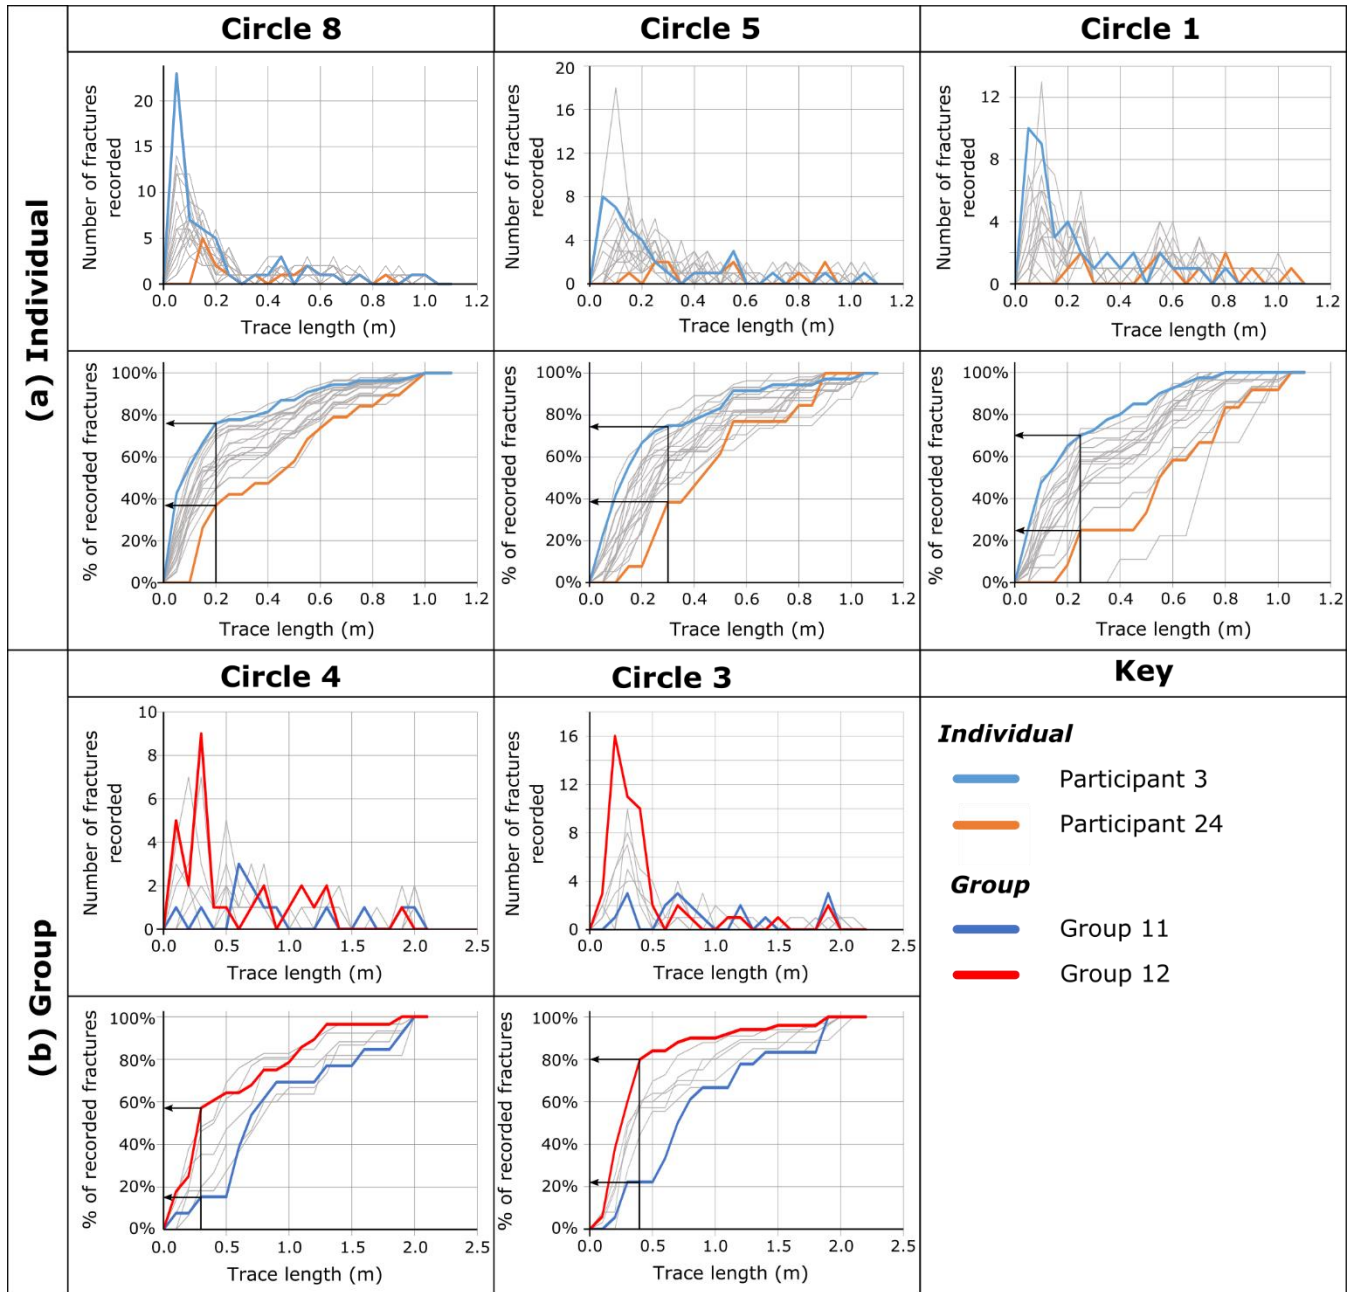 Circle 8
Circle 5
Circle 1
(a) Individual
Number of fractures
recorded
20
15
10
5
0
0.0 0.2 0.4 0.6 0.8 1.0 1.2
Trace length (m)
Number of fractures
recorded
20
16
12
8
4
0
0.0 0.2 0.4 0.6 0.8 1.0 1.2
Trace length (m)
Number of fractures
recorded
12
8
4
0
0.0 0.2 0.4 0.6 0.8 1.0 1.2
Trace length (m)
% of recorded fractures
100%
80%
60%
40%
20%
0%
0.0 0.2 0.4 0.6 0.8 1.0 1.2
Trace length (m)
% of recorded fractures
100%
80%
60%
40%
20%
0%
0.0 0.2 0.4 0.6 0.8 1.0 1.2
Trace length (m)
% of recorded fractures
100%
80%
60%
40%
20%
0%
0.0 0.2 0.4 0.6 0.8 1.0 1.2
Trace length (m)
(b) Group
Circle 4
Circle 3
Key
Number of fractures
recorded
10
8
6
4
2
0
0.0 0.5 1.0 1.5 2.0 2.5
Trace length (m)
Number of fractures
recorded
16
12
8
4
0
0.0 0.5 1.0 1.5 2.0 2.5
Trace length (m)
Individual
Participant 3
Participant 24
Group
Group 11
Group 12
% of recorded fractures
100%
80%
60%
40%
20%
0%
0.0 0.5 1.0 1.5 2.0 2.5
Trace length (m)
% of recorded fractures
100%
80%
60%
40%
20%
0%
0.0 0.5 1.0 1.5 2.0 2.5
Trace length (m)